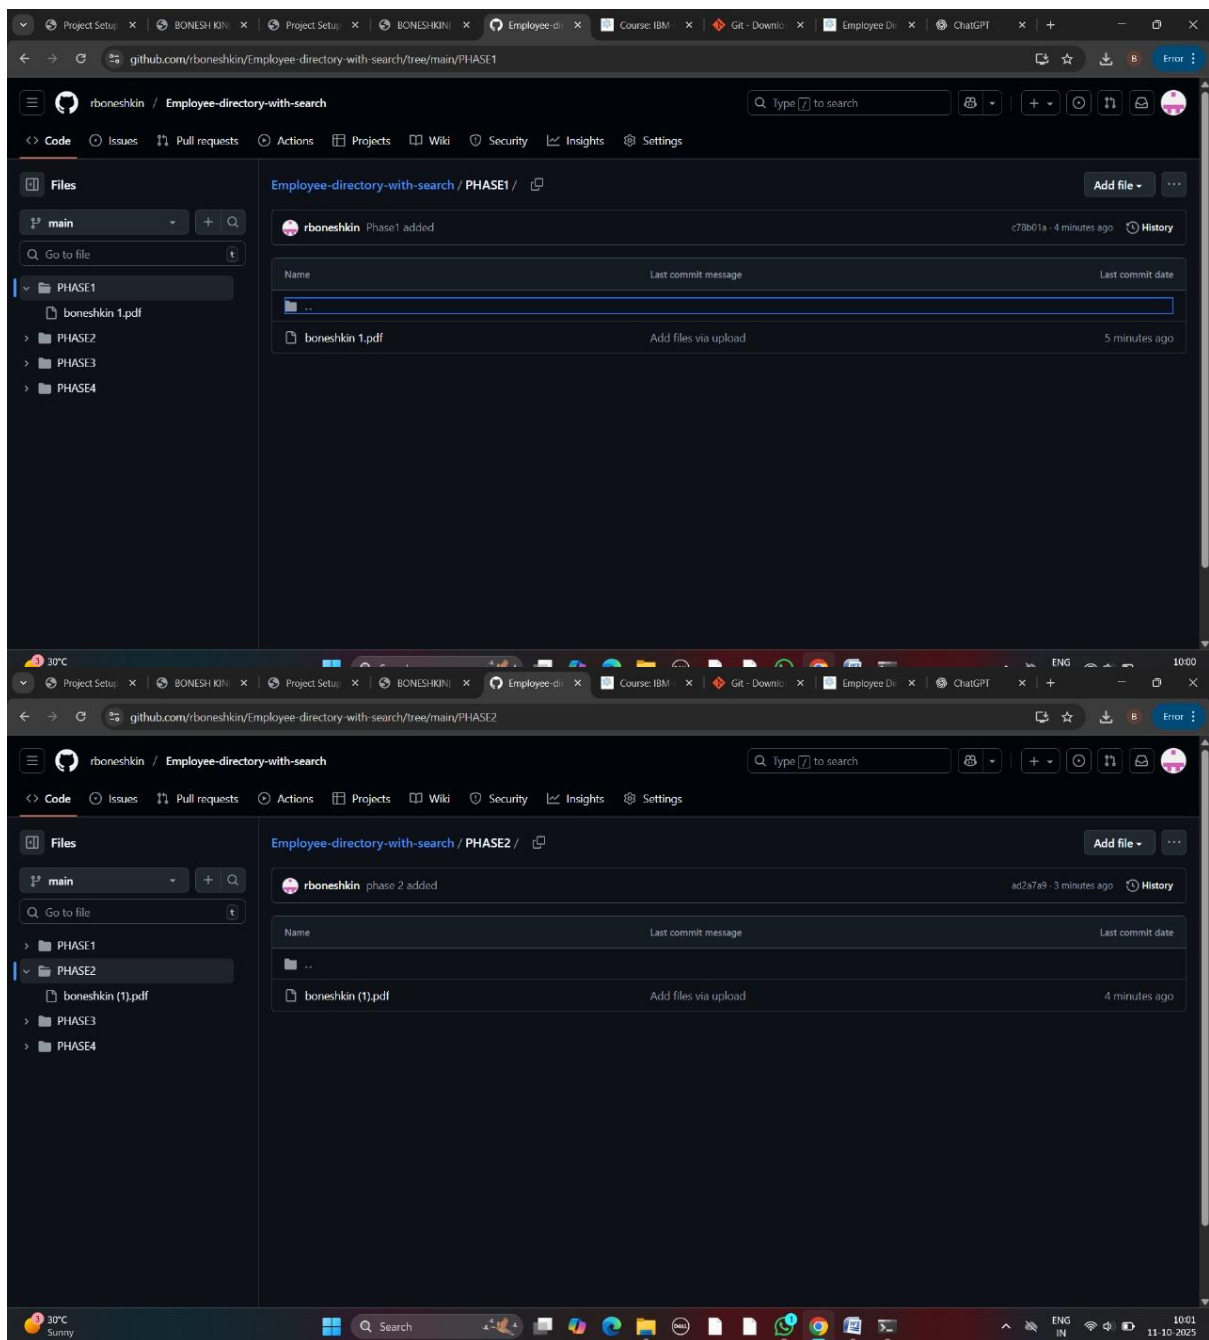 Project Setup BONESH KIN Project Setup BONESHKIN Employee-di Course: IBM Git - Downlo Employee Di ChatGPT
github.com/rboneshkin/Employee-directory-with-search/tree/main/PHASE1 B Error
rboneshkin / Employee-directory-with-search Type / to search
Code Issues Pull requests Actions Projects Wiki Security Insights Settings
Files Employee-directory-with-search / PHASE1 / Add file
main
rboneshkin Phase1 added c78b01a · 4 minutes ago History
Go to file t
Name Last commit message Last commit date
PHASE1
..
boneshkin 1.pdf
PHASE2
boneshkin 1.pdf Add files via upload 5 minutes ago
PHASE3
PHASE4
3 30°C ENG 10:00
Project Setup BONESH KIN Project Setup BONESHKIN Employee-di Course: IBM Git - Downlo Employee Di ChatGPT
github.com/rboneshkin/Employee-directory-with-search/tree/main/PHASE2 B Error
rboneshkin / Employee-directory-with-search Type / to search
Code Issues Pull requests Actions Projects Wiki Security Insights Settings
Files Employee-directory-with-search / PHASE2 / Add file
main
rboneshkin phase 2 added ad2a7a9 · 3 minutes ago History
Go to file t
Name Last commit message Last commit date
PHASE1
..
PHASE2
boneshkin (1).pdf
boneshkin (1).pdf Add files via upload 4 minutes ago
PHASE3
PHASE4
3 30°C Search ENG 10:01
Sunny IN 11-10-2025